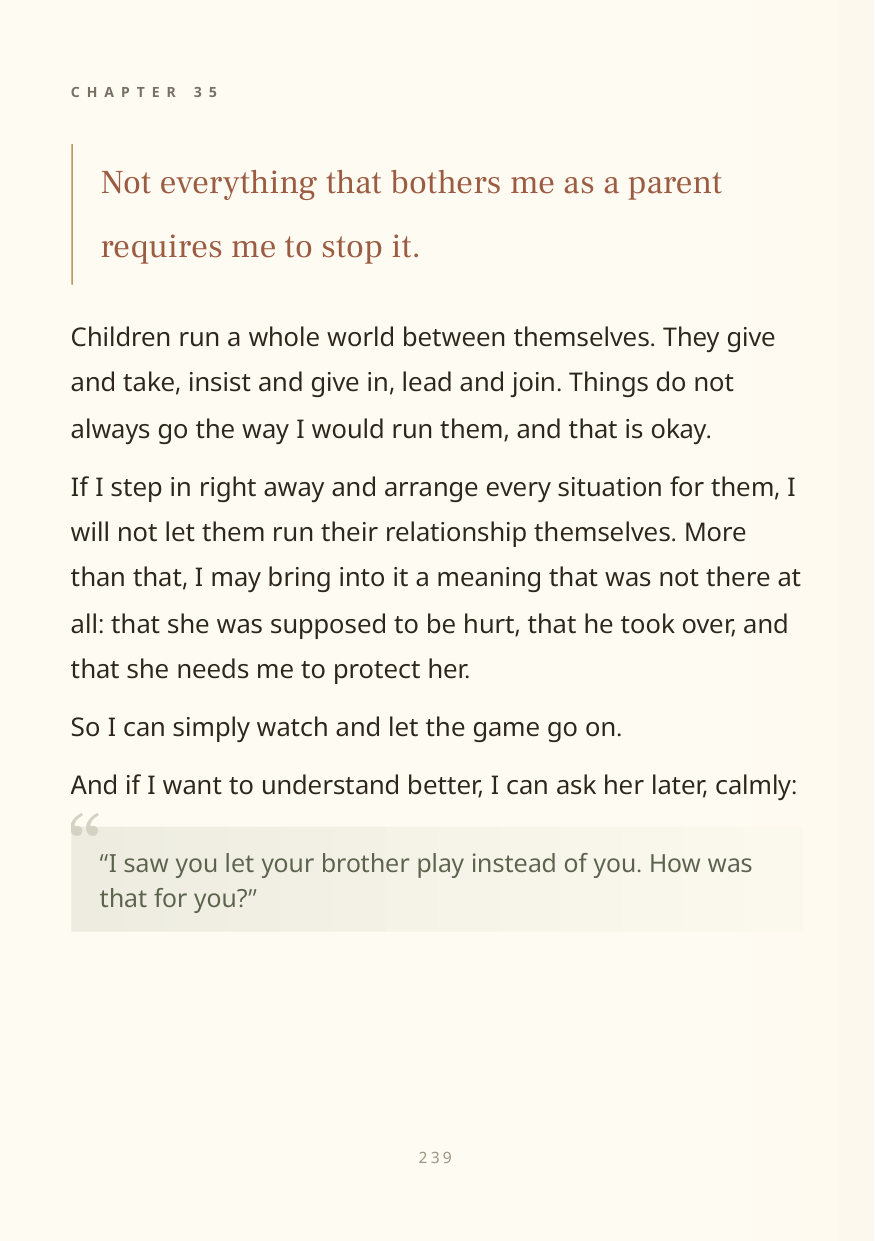 CHAPTER 35
Not everything that bothers me as a parent
requires me to stop it.
Children run a whole world between themselves. They give
and take, insist and give in, lead and join. Things do not
always go the way I would run them, and that is okay.
If I step in right away and arrange every situation for them, I
will not let them run their relationship themselves. More
than that, I may bring into it a meaning that was not there at
all: that she was supposed to be hurt, that he took over, and
that she needs me to protect her.
So I can simply watch and let the game go on.
And if I want to understand better, I can ask her later, calmly:
“
“I saw you let your brother play instead of you. How was
that for you?”
239